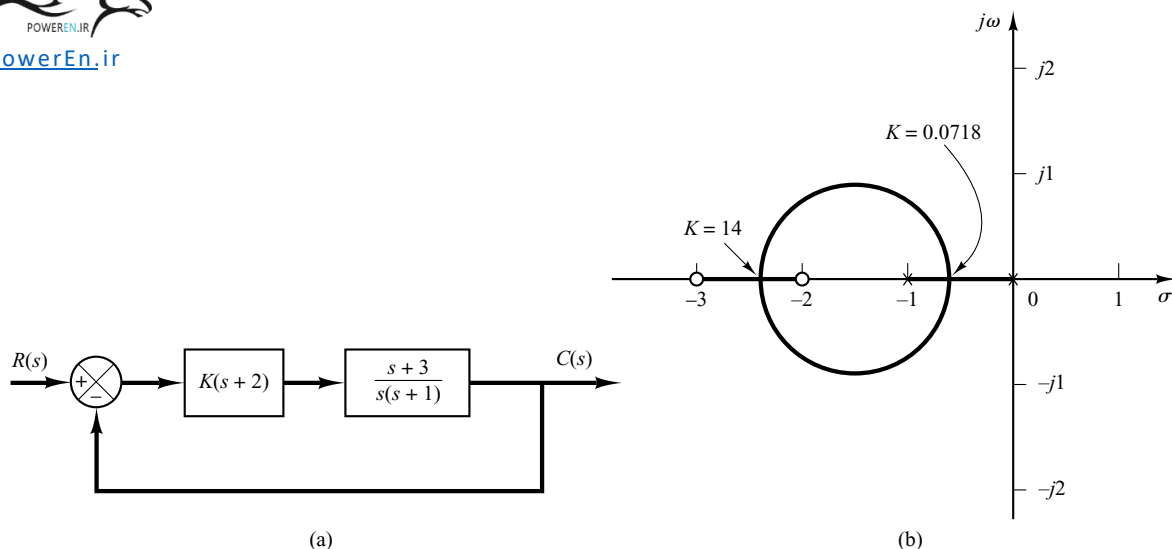 POWEREN.IR
owerEn.ir
R(s)
+
−
K(s + 2)
s + 3
s(s + 1)
C(s)
(a)
jω
j2
K = 0.0718
j1
K = 14
−3
−2
−1
0
1
σ
−j1
−j2
(b)